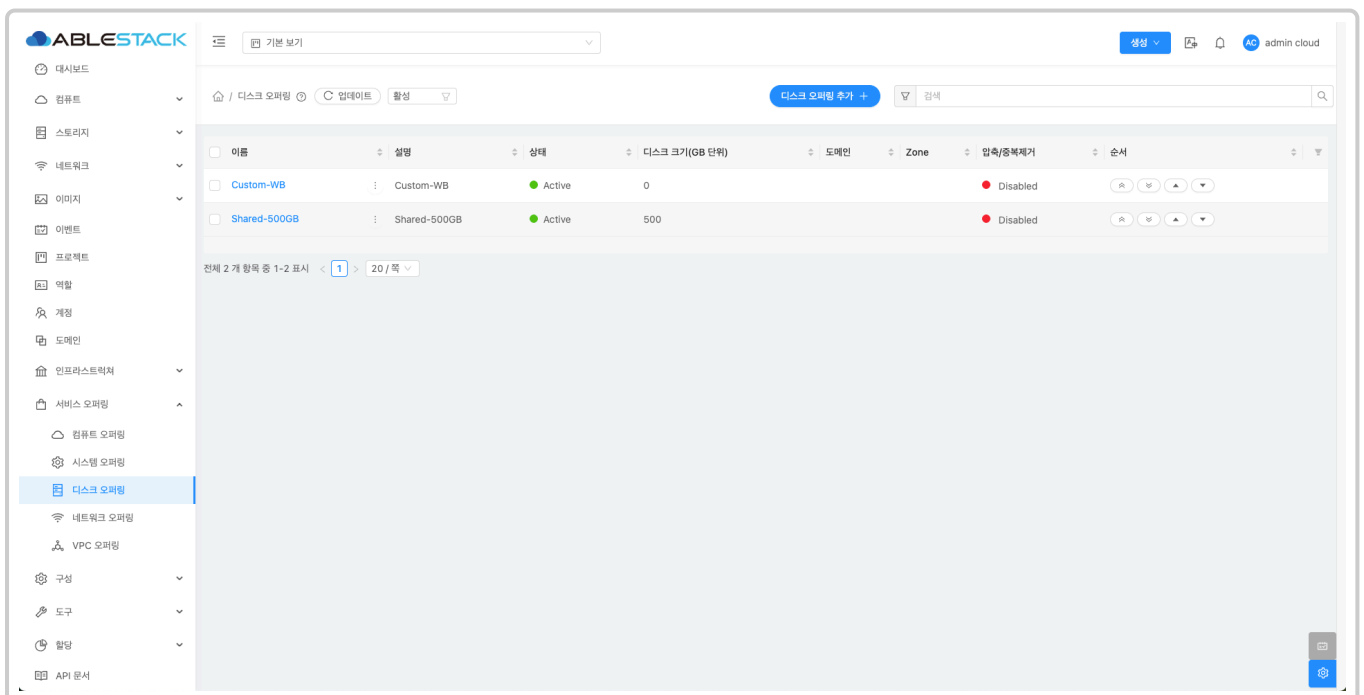 ABLESTACK
기본 보기
생성
AC admin cloud
대시보드
컴퓨트
스토리지
네트워크
이미지
이벤트
프로젝트
역할
계정
도메인
인프라스트럭쳐
서비스 오퍼링
컴퓨트 오퍼링
시스템 오퍼링
디스크 오퍼링
네트워크 오퍼링
VPC 오퍼링
구성
도구
할당
API 문서
/ 디스크 오퍼링 업데이트 활성
디스크 오퍼링 추가 + 검색
이름 설명 상태 디스크 크기(GB 단위) 도메인 Zone 압축/중복제거 순서
Custom-WB Custom-WB Active 0 Disabled
Shared-500GB Shared-500GB Active 500 Disabled
전체 2 개 항목 중 1-2 표시 < 1 > 20 / 쪽